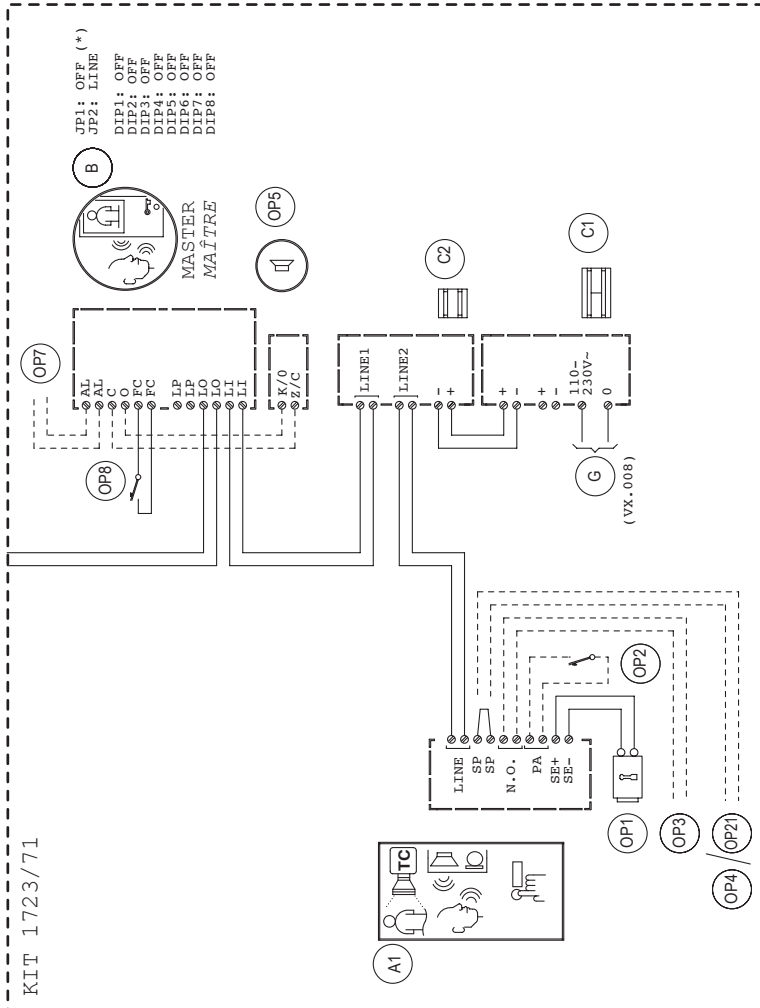 KIT 1723/71
A1
TC
LINE
SP
SP
N.O.
PA
SE+
SE-
OP1
OP2
OP3
OP4 / OP21
OP7
OP8
AL
AL
C
O
FC
FC
LP
LP
LO
LO
LI
LI
K/O
Z/C
LINE1
LINE2
-
+
+
-
+
-
110-
230V~
0
G
(VX.008)
MASTER
MAÎTRE
B
OP5
C2
C1
JP1: OFF (*)
JP2: LINE
DIP1: OFF
DIP2: OFF
DIP3: OFF
DIP4: OFF
DIP5: OFF
DIP6: OFF
DIP7: OFF
DIP8: OFF